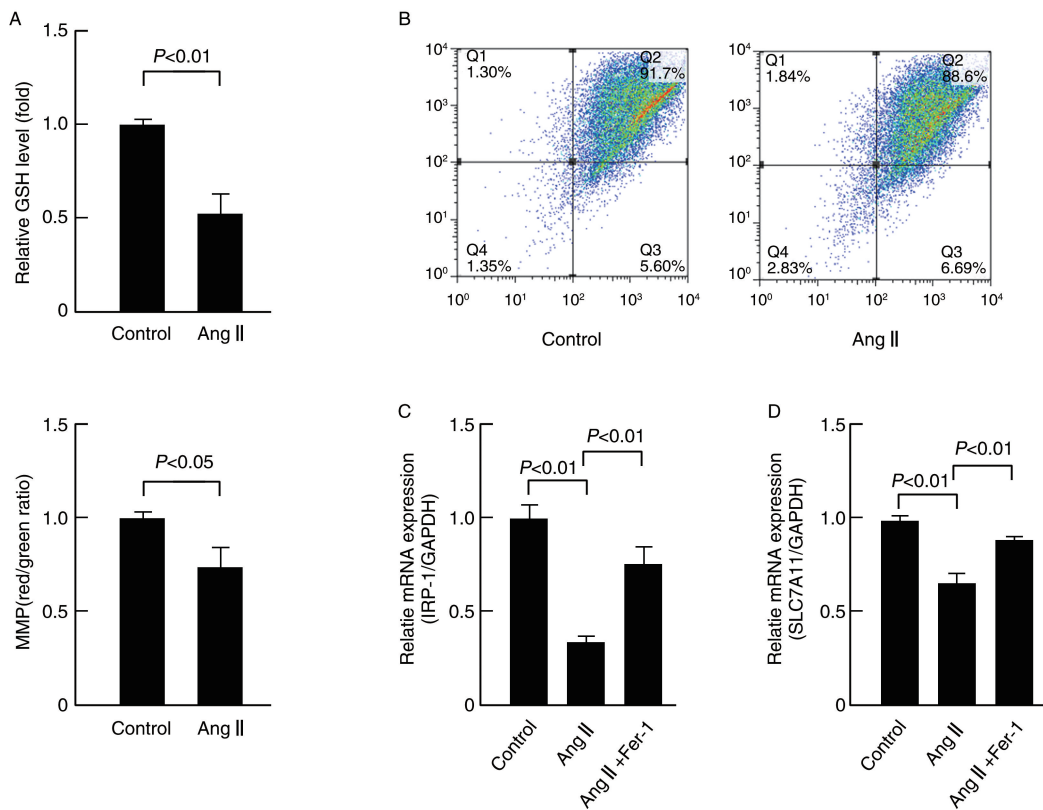 A
1.5
1.0
0.5
0
Relative GSH level (fold)
P<0.01
Control
Ang Ⅱ
B
10⁴
10³
10²
10¹
10⁰
Q1
1.30%
Q2
91.7%
Q4
1.35%
Q3
5.60%
10⁰
10¹
10²
10³
10⁴
Control
10⁴
10³
10²
10¹
10⁰
Q1
1.84%
Q2
88.6%
Q4
2.83%
Q3
6.69%
10⁰
10¹
10²
10³
10⁴
Ang Ⅱ
1.5
1.0
0.5
0
MMP(red/green ratio)
P<0.05
Control
Ang Ⅱ
C
1.5
1.0
0.5
0
Relatie mRNA expression
(IRP-1/GAPDH)
P<0.01
P<0.01
Control
Ang Ⅱ
Ang Ⅱ +Fer-1
D
1.5
1.0
0.5
0
Relatie mRNA expression
(SLC7A11/GAPDH)
P<0.01
P<0.01
Control
Ang Ⅱ
Ang Ⅱ +Fer-1